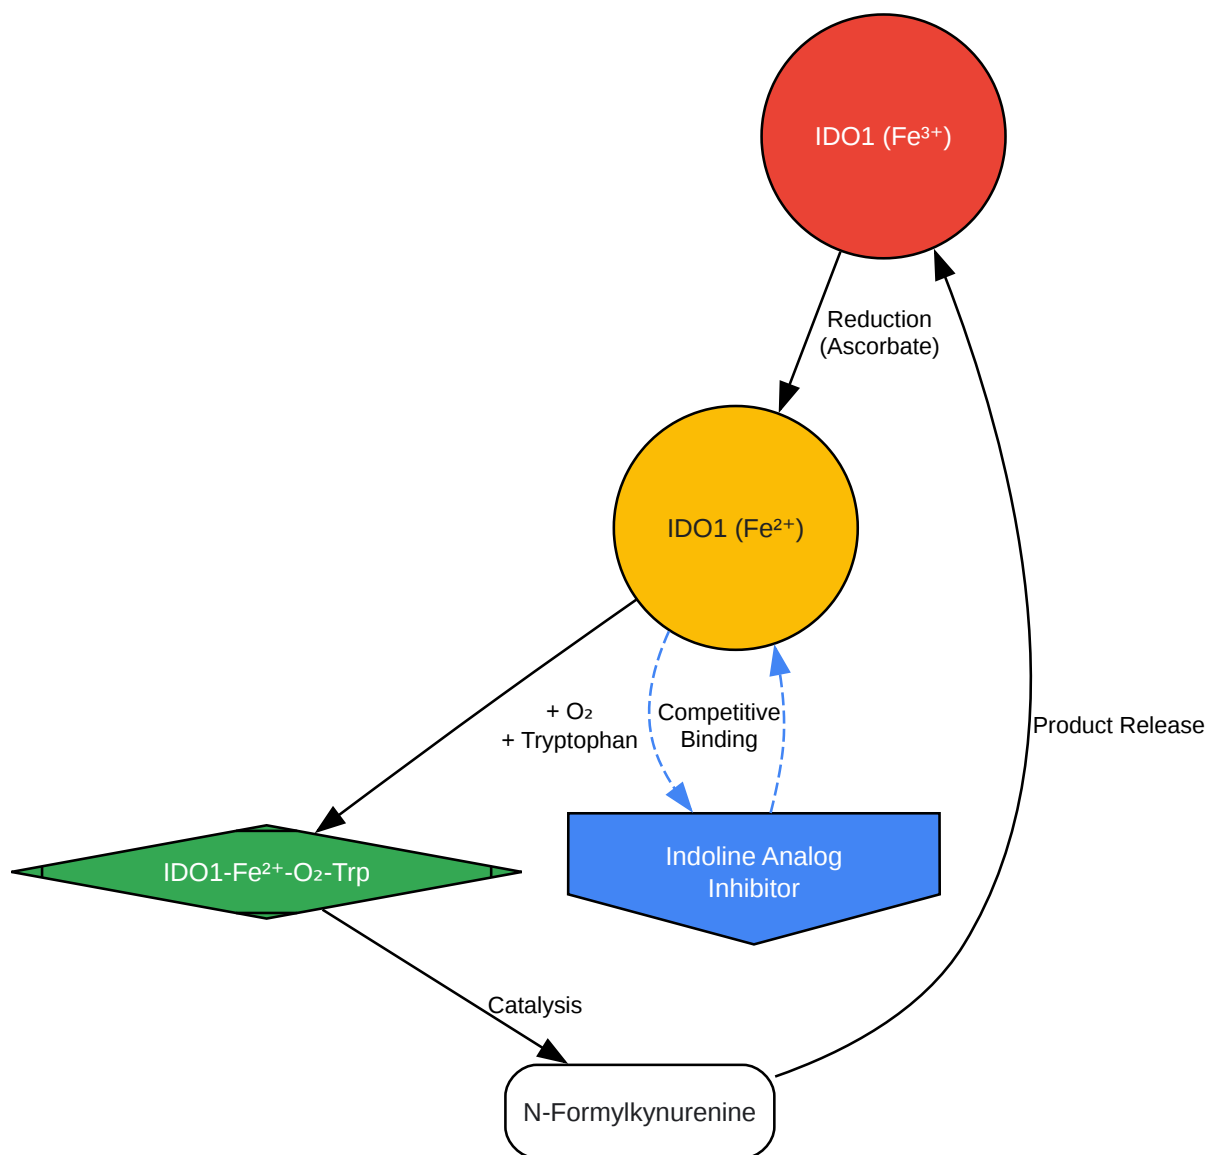 IDO1 (Fe³⁺)
Reduction
(Ascorbate)
IDO1 (Fe²⁺)
+ O₂
+ Tryptophan
Competitive
Binding
Product Release
IDO1-Fe²⁺-O₂-Trp
Indoline Analog
Inhibitor
Catalysis
N-Formylkynurenine